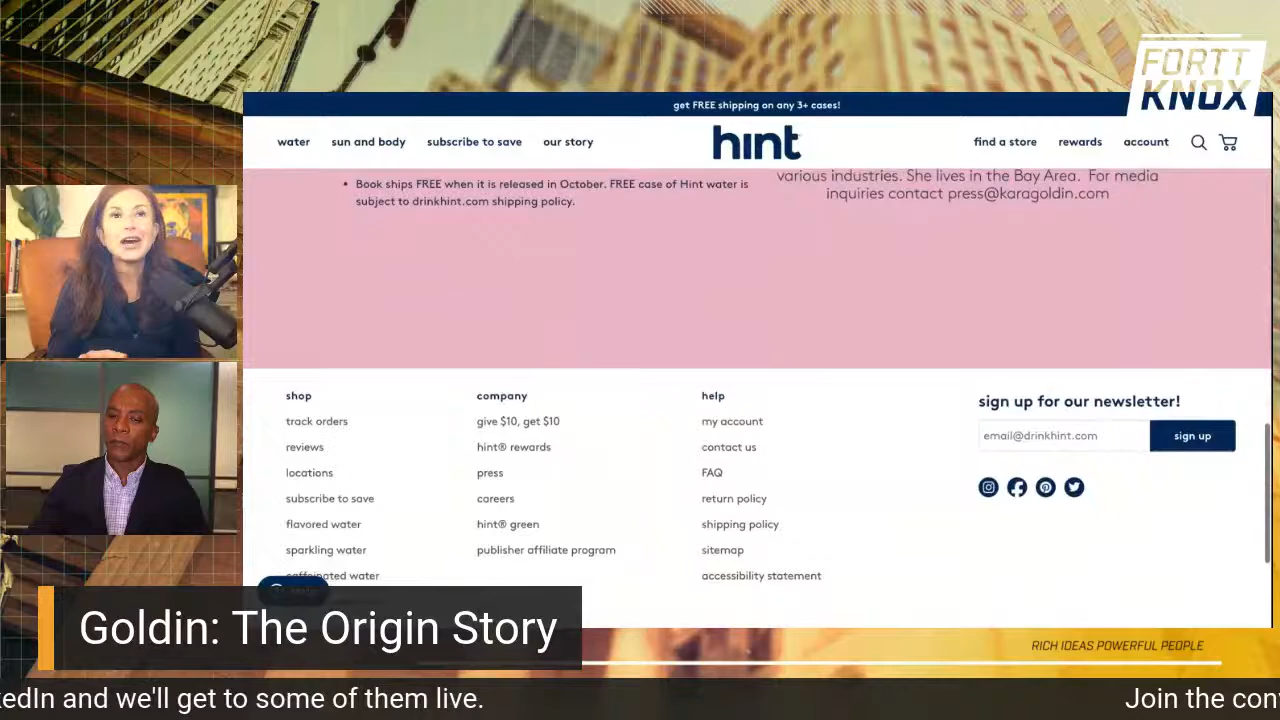 FORTT
KNOX
get FREE shipping on any 3+ cases!
water sun and body subscribe to save our story
hint
find a store rewards account
• Book ships FREE when it is released in October. FREE case of Hint water is
subject to drinkhint.com shipping policy.
various industries. She lives in the Bay Area. For media
inquiries contact press@karagoldin.com
shop
track orders
reviews
locations
subscribe to save
flavored water
sparkling water
caffeinated water
company
give $10, get $10
hint® rewards
press
careers
hint® green
publisher affiliate program
help
my account
contact us
FAQ
return policy
shipping policy
sitemap
accessibility statement
sign up for our newsletter!
email@drinkhint.com sign up
Goldin: The Origin Story
RICH IDEAS POWERFUL PEOPLE
kedIn and we'll get to some of them live. Join the con